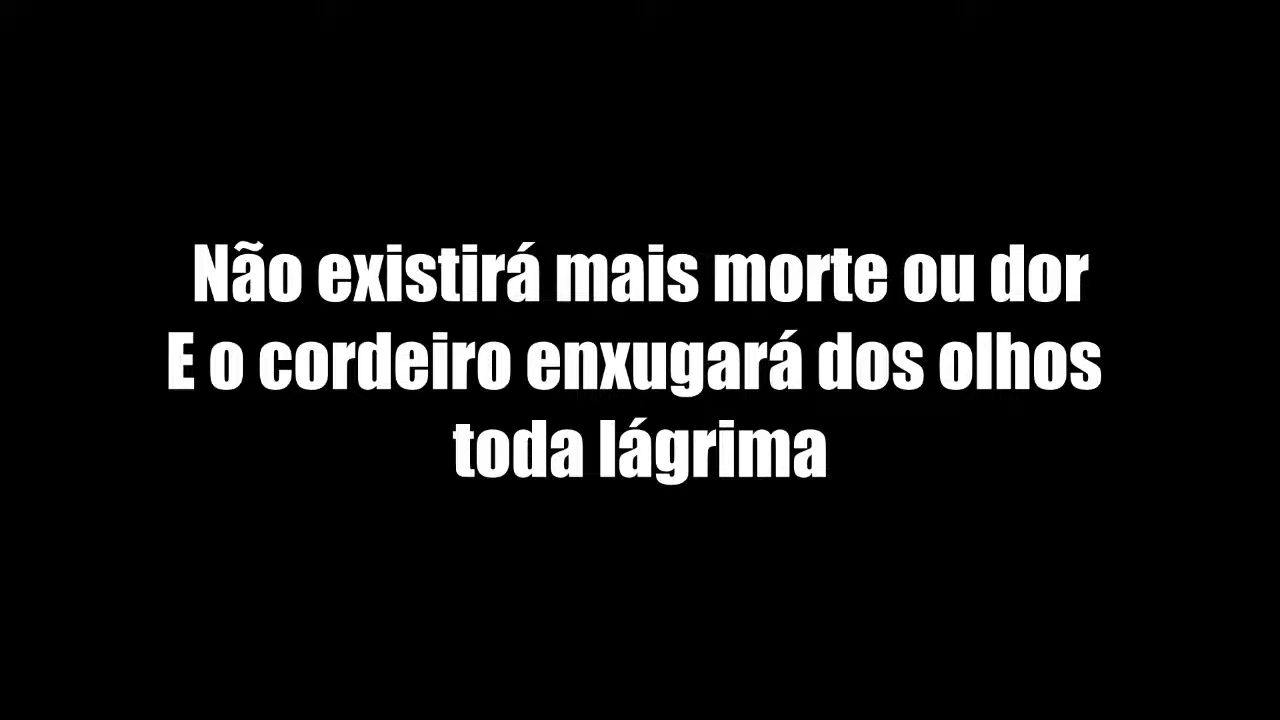 Não existirá mais morte ou dor
E o cordeiro enxugará dos olhos
toda lágrima